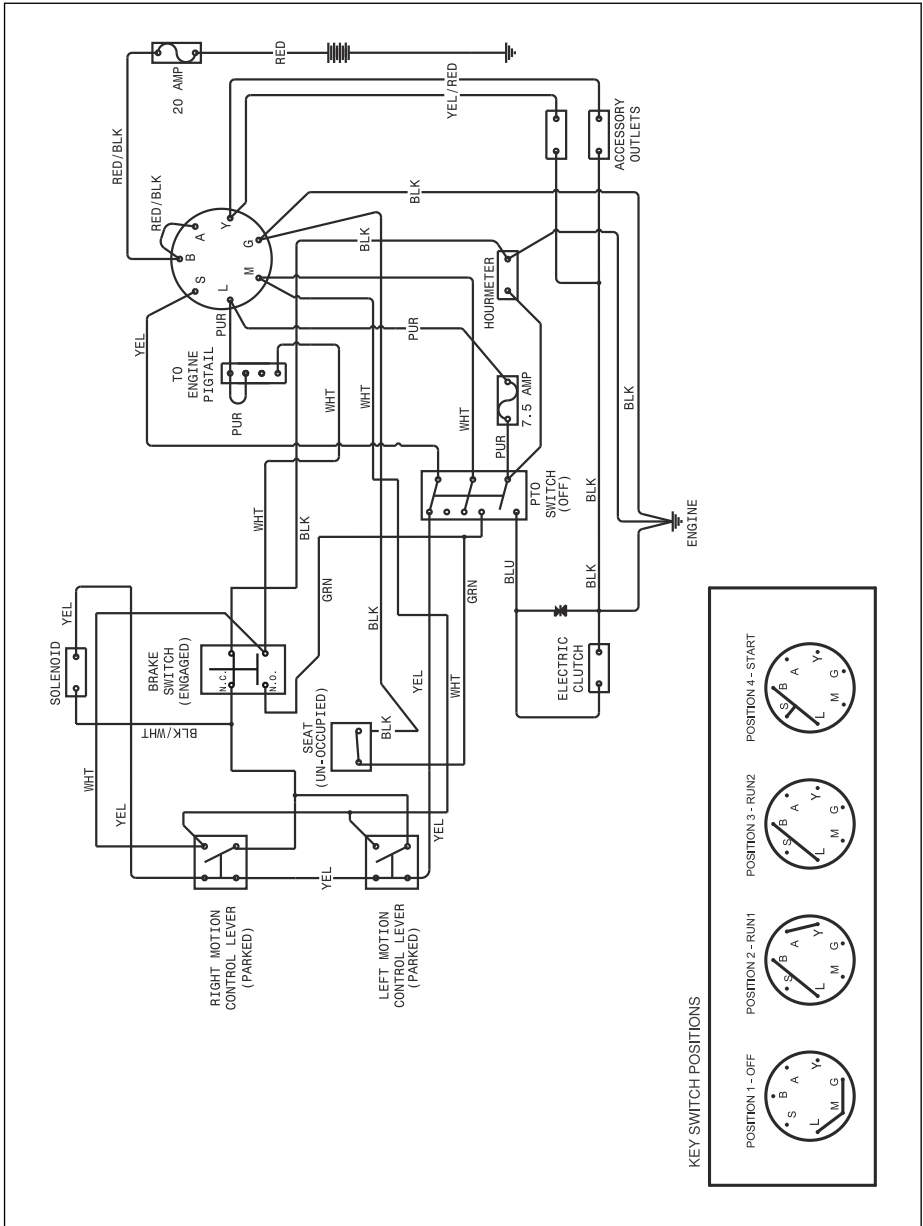 RED
20 AMP
RED/BLK
RED/BLK
YEL/RED
ACCESSORY
OUTLETS
BLK
BLK
A
Y
B
G
S
M
L
HOURMETER
YEL
PUR
PUR
TO
ENGINE
PIGTAIL
PUR
WHT
WHT
WHT
7.5 AMP
PUR
BLK
PTO
SWITCH
(OFF)
BLK
ENGINE
WHT
BLK
GRN
GRN
BLU
BLK
YEL
SOLENOID
BRAKE
SWITCH
(ENGAGED)
N.C.
N.O.
BLK
YEL
WHT
ELECTRIC
CLUTCH
BLK/WHT
SEAT
(UN-OCCUPIED)
BLK
WHT
YEL
YEL
YEL
RIGHT MOTION
CONTROL LEVER
(PARKED)
LEFT MOTION
CONTROL LEVER
(PARKED)
KEY SWITCH POSITIONS
POSITION 1 - OFF
S
B
A
Y
L
M
G
POSITION 2 - RUN1
S
B
A
Y
L
M
G
POSITION 3 - RUN2
S
B
A
Y
L
M
G
POSITION 4 - START
S
B
A
Y
L
M
G